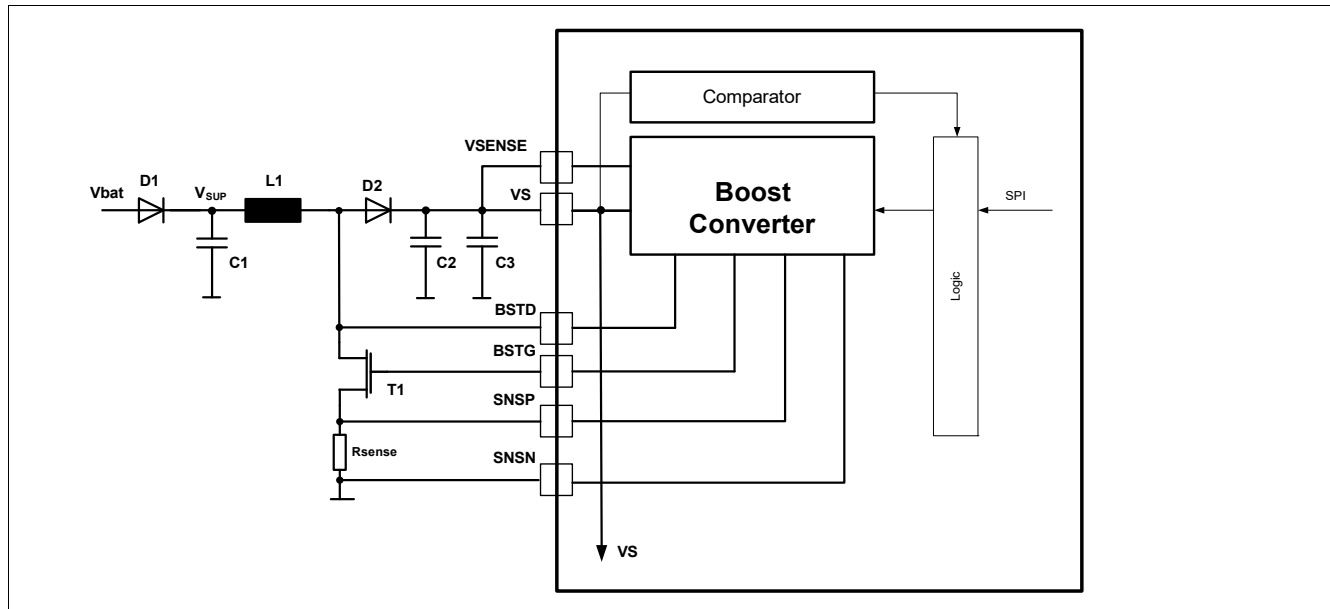 Comparator
VSENSE
Vbat
D1
VSUP
L1
D2
VS
Boost
Converter
SPI
C1
C2
C3
Logic
BSTD
BSTG
T1
SNSP
Rsense
SNSN
VS